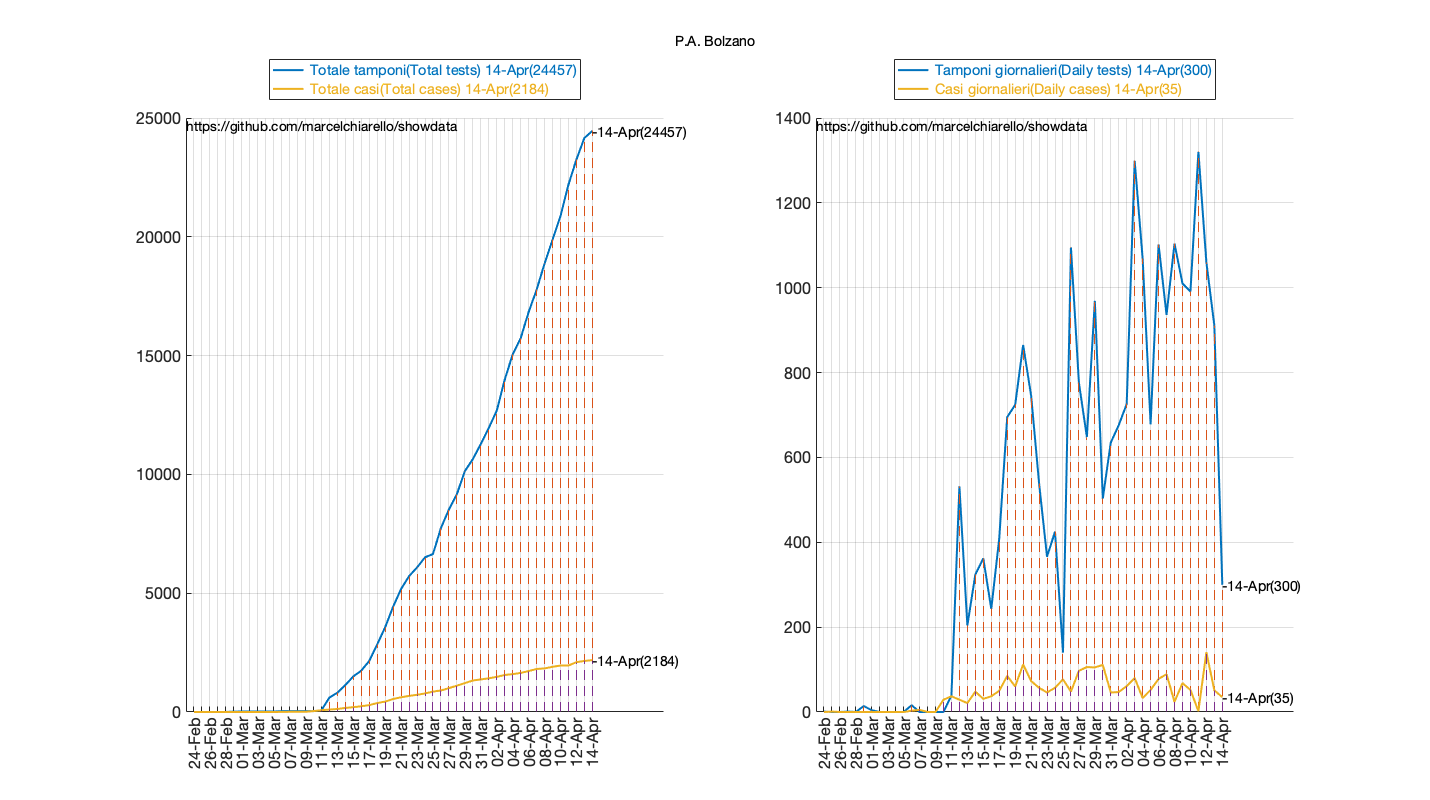 P.A. Bolzano
Totale tamponi(Total tests) 14-Apr(24457)
Totale casi(Total cases) 14-Apr(2184)
25000
https://github.com/marcelchiarello/showdata
14-Apr(24457)
20000
15000
10000
5000
14-Apr(2184)
0
24-Feb
26-Feb
28-Feb
01-Mar
03-Mar
05-Mar
07-Mar
09-Mar
11-Mar
13-Mar
15-Mar
17-Mar
19-Mar
21-Mar
23-Mar
25-Mar
27-Mar
29-Mar
31-Mar
02-Apr
04-Apr
06-Apr
08-Apr
10-Apr
12-Apr
14-Apr
Tamponi giornalieri(Daily tests) 14-Apr(300)
Casi giornalieri(Daily cases) 14-Apr(35)
1400
https://github.com/marcelchiarello/showdata
1200
1000
800
600
400
14-Apr(300)
200
14-Apr(35)
0
24-Feb
26-Feb
28-Feb
01-Mar
03-Mar
05-Mar
07-Mar
09-Mar
11-Mar
13-Mar
15-Mar
17-Mar
19-Mar
21-Mar
23-Mar
25-Mar
27-Mar
29-Mar
31-Mar
02-Apr
04-Apr
06-Apr
08-Apr
10-Apr
12-Apr
14-Apr